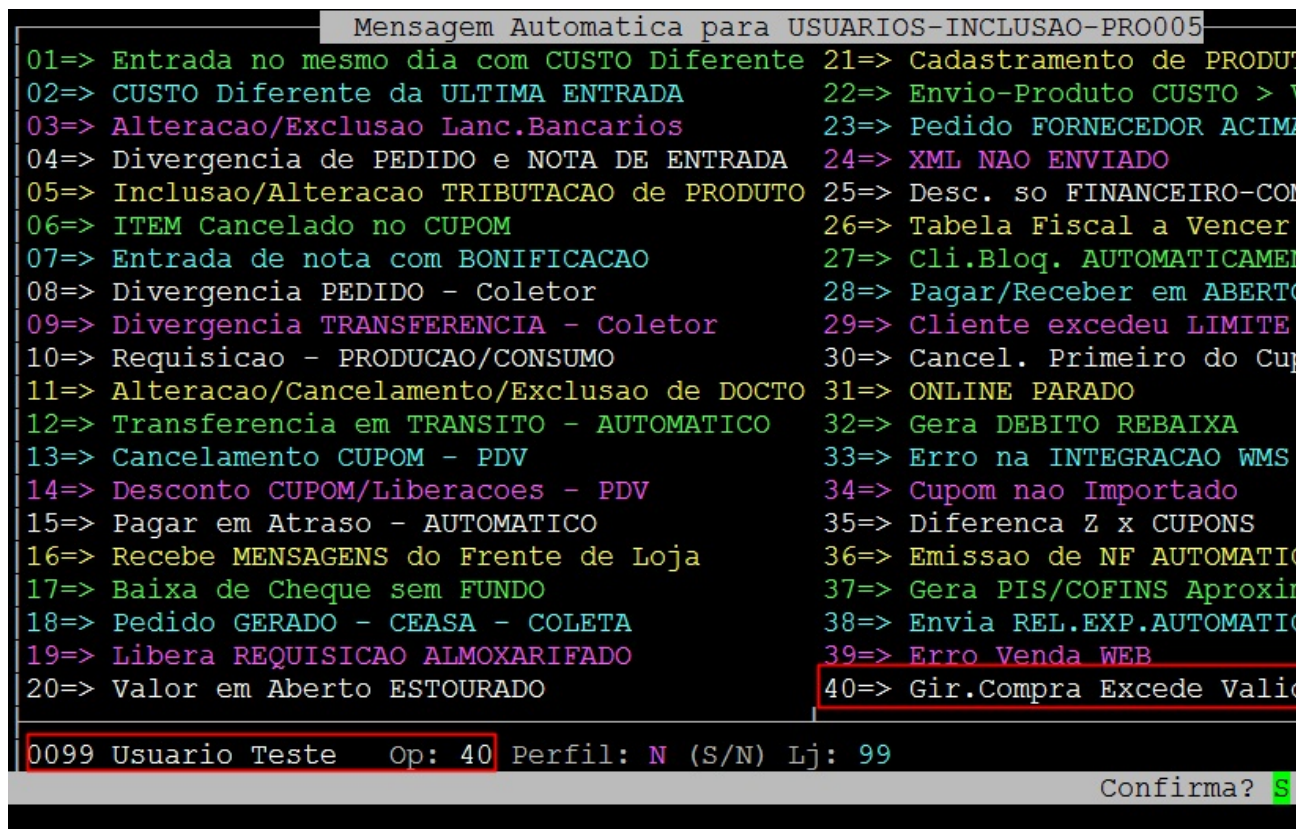 Mensagem Automatica para USUARIOS-INCLUSAO-PRO005
01=> Entrada no mesmo dia com CUSTO Diferente 21=> Cadastramento de PRODUT
02=> CUSTO Diferente da ULTIMA ENTRADA 22=> Envio-Produto CUSTO > V
03=> Alteracao/Exclusao Lanc.Bancarios 23=> Pedido FORNECEDOR ACIMA
04=> Divergencia de PEDIDO e NOTA DE ENTRADA 24=> XML NAO ENVIADO
05=> Inclusao/Alteracao TRIBUTACAO de PRODUTO 25=> Desc. so FINANCEIRO-COM
06=> ITEM Cancelado no CUPOM 26=> Tabela Fiscal a Vencer
07=> Entrada de nota com BONIFICACAO 27=> Cli.Bloq. AUTOMATICAMEN
08=> Divergencia PEDIDO - Coletor 28=> Pagar/Receber em ABERTO
09=> Divergencia TRANSFERENCIA - Coletor 29=> Cliente excedeu LIMITE
10=> Requisicao - PRODUCAO/CONSUMO 30=> Cancel. Primeiro do Cup
11=> Alteracao/Cancelamento/Exclusao de DOCTO 31=> ONLINE PARADO
12=> Transferencia em TRANSITO - AUTOMATICO 32=> Gera DEBITO REBAIXA
13=> Cancelamento CUPOM - PDV 33=> Erro na INTEGRACAO WMS
14=> Desconto CUPOM/Liberacoes - PDV 34=> Cupom nao Importado
15=> Pagar em Atraso - AUTOMATICO 35=> Diferenca Z x CUPONS
16=> Recebe MENSAGENS do Frente de Loja 36=> Emissao de NF AUTOMATIC
17=> Baixa de Cheque sem FUNDO 37=> Gera PIS/COFINS Aproxim
18=> Pedido GERADO - CEASA - COLETA 38=> Envia REL.EXP.AUTOMATIC
19=> Libera REQUISICAO ALMOXARIFADO 39=> Erro Venda WEB
20=> Valor em Aberto ESTOURADO 40=> Gir.Compra Excede Valid
0099 Usuario Teste Op: 40 Perfil: N (S/N) Lj: 99
Confirma? S